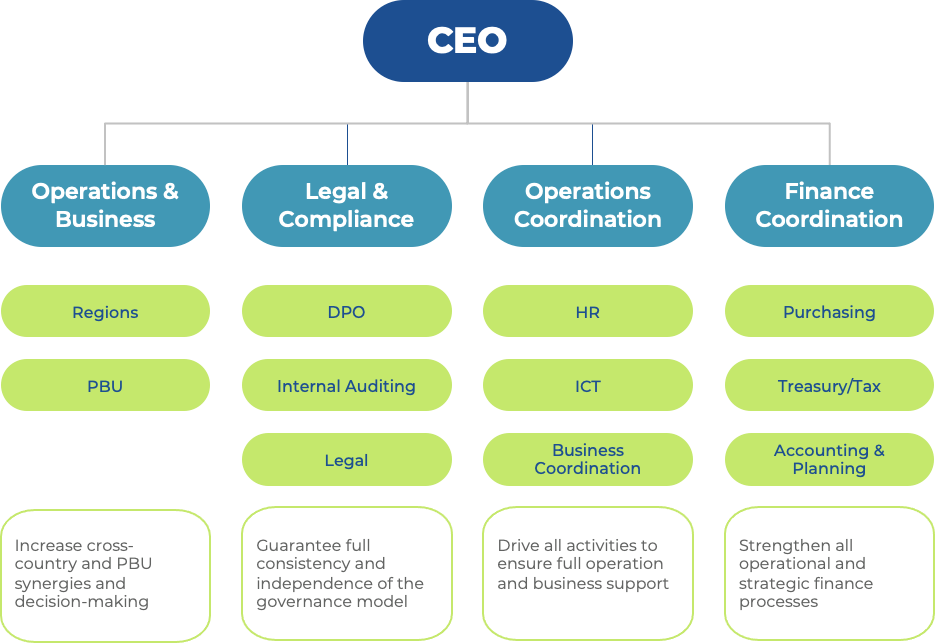 CEO
Operations &
Business
Legal &
Compliance
Operations
Coordination
Finance
Coordination
Regions
DPO
HR
Purchasing
PBU
Internal Auditing
ICT
Treasury/Tax
Legal
Business
Coordination
Accounting &
Planning
Increase cross-
country and PBU
synergies and
decision-making
Guarantee full
consistency and
independence of the
governance model
Drive all activities to
ensure full operation
and business support
Strengthen all
operational and
strategic finance
processes